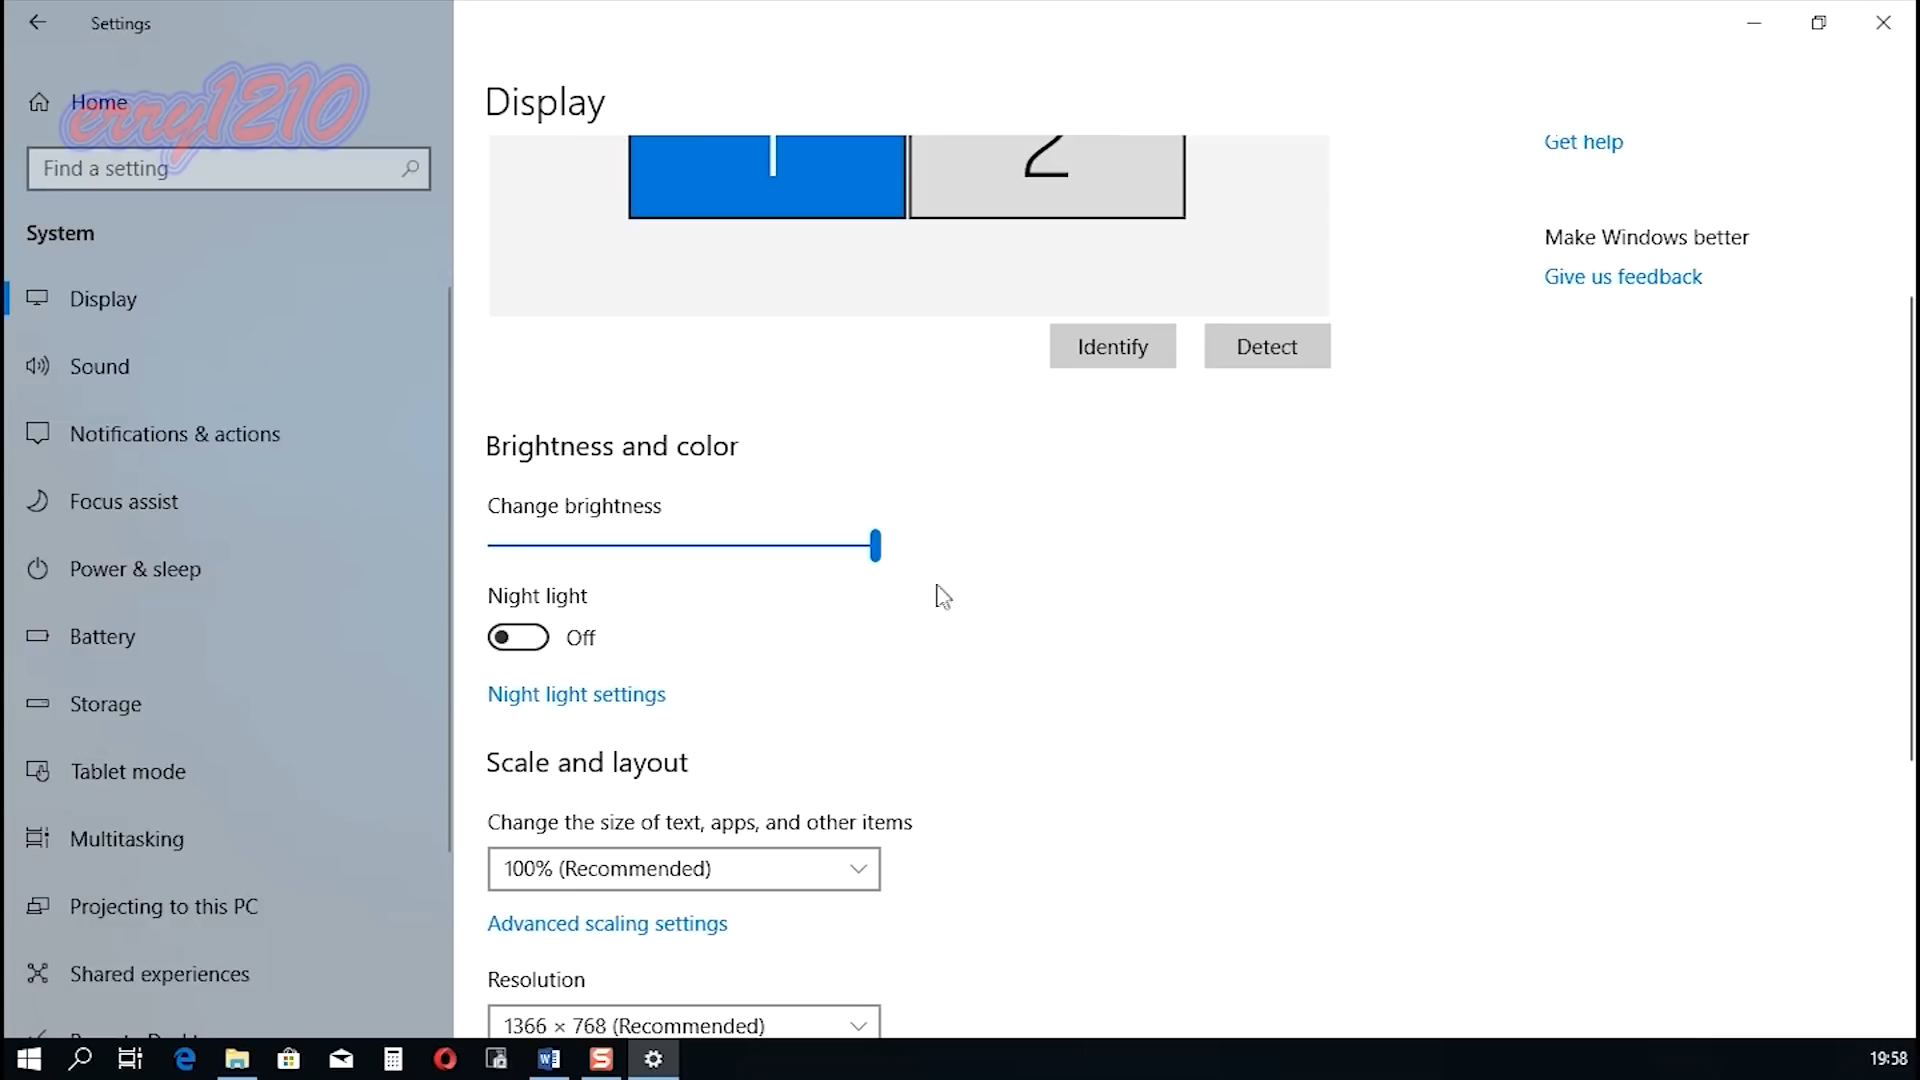 Settings
Home
erry1210
Find a setting
System
Display
Sound
Notifications & actions
Focus assist
Power & sleep
Battery
Storage
Tablet mode
Multitasking
Projecting to this PC
Shared experiences
Display
1
2
Identify
Detect
Brightness and color
Change brightness
Night light
Off
Night light settings
Scale and layout
Change the size of text, apps, and other items
100% (Recommended)
Advanced scaling settings
Resolution
1366 × 768 (Recommended)
Get help
Make Windows better
Give us feedback
19:58